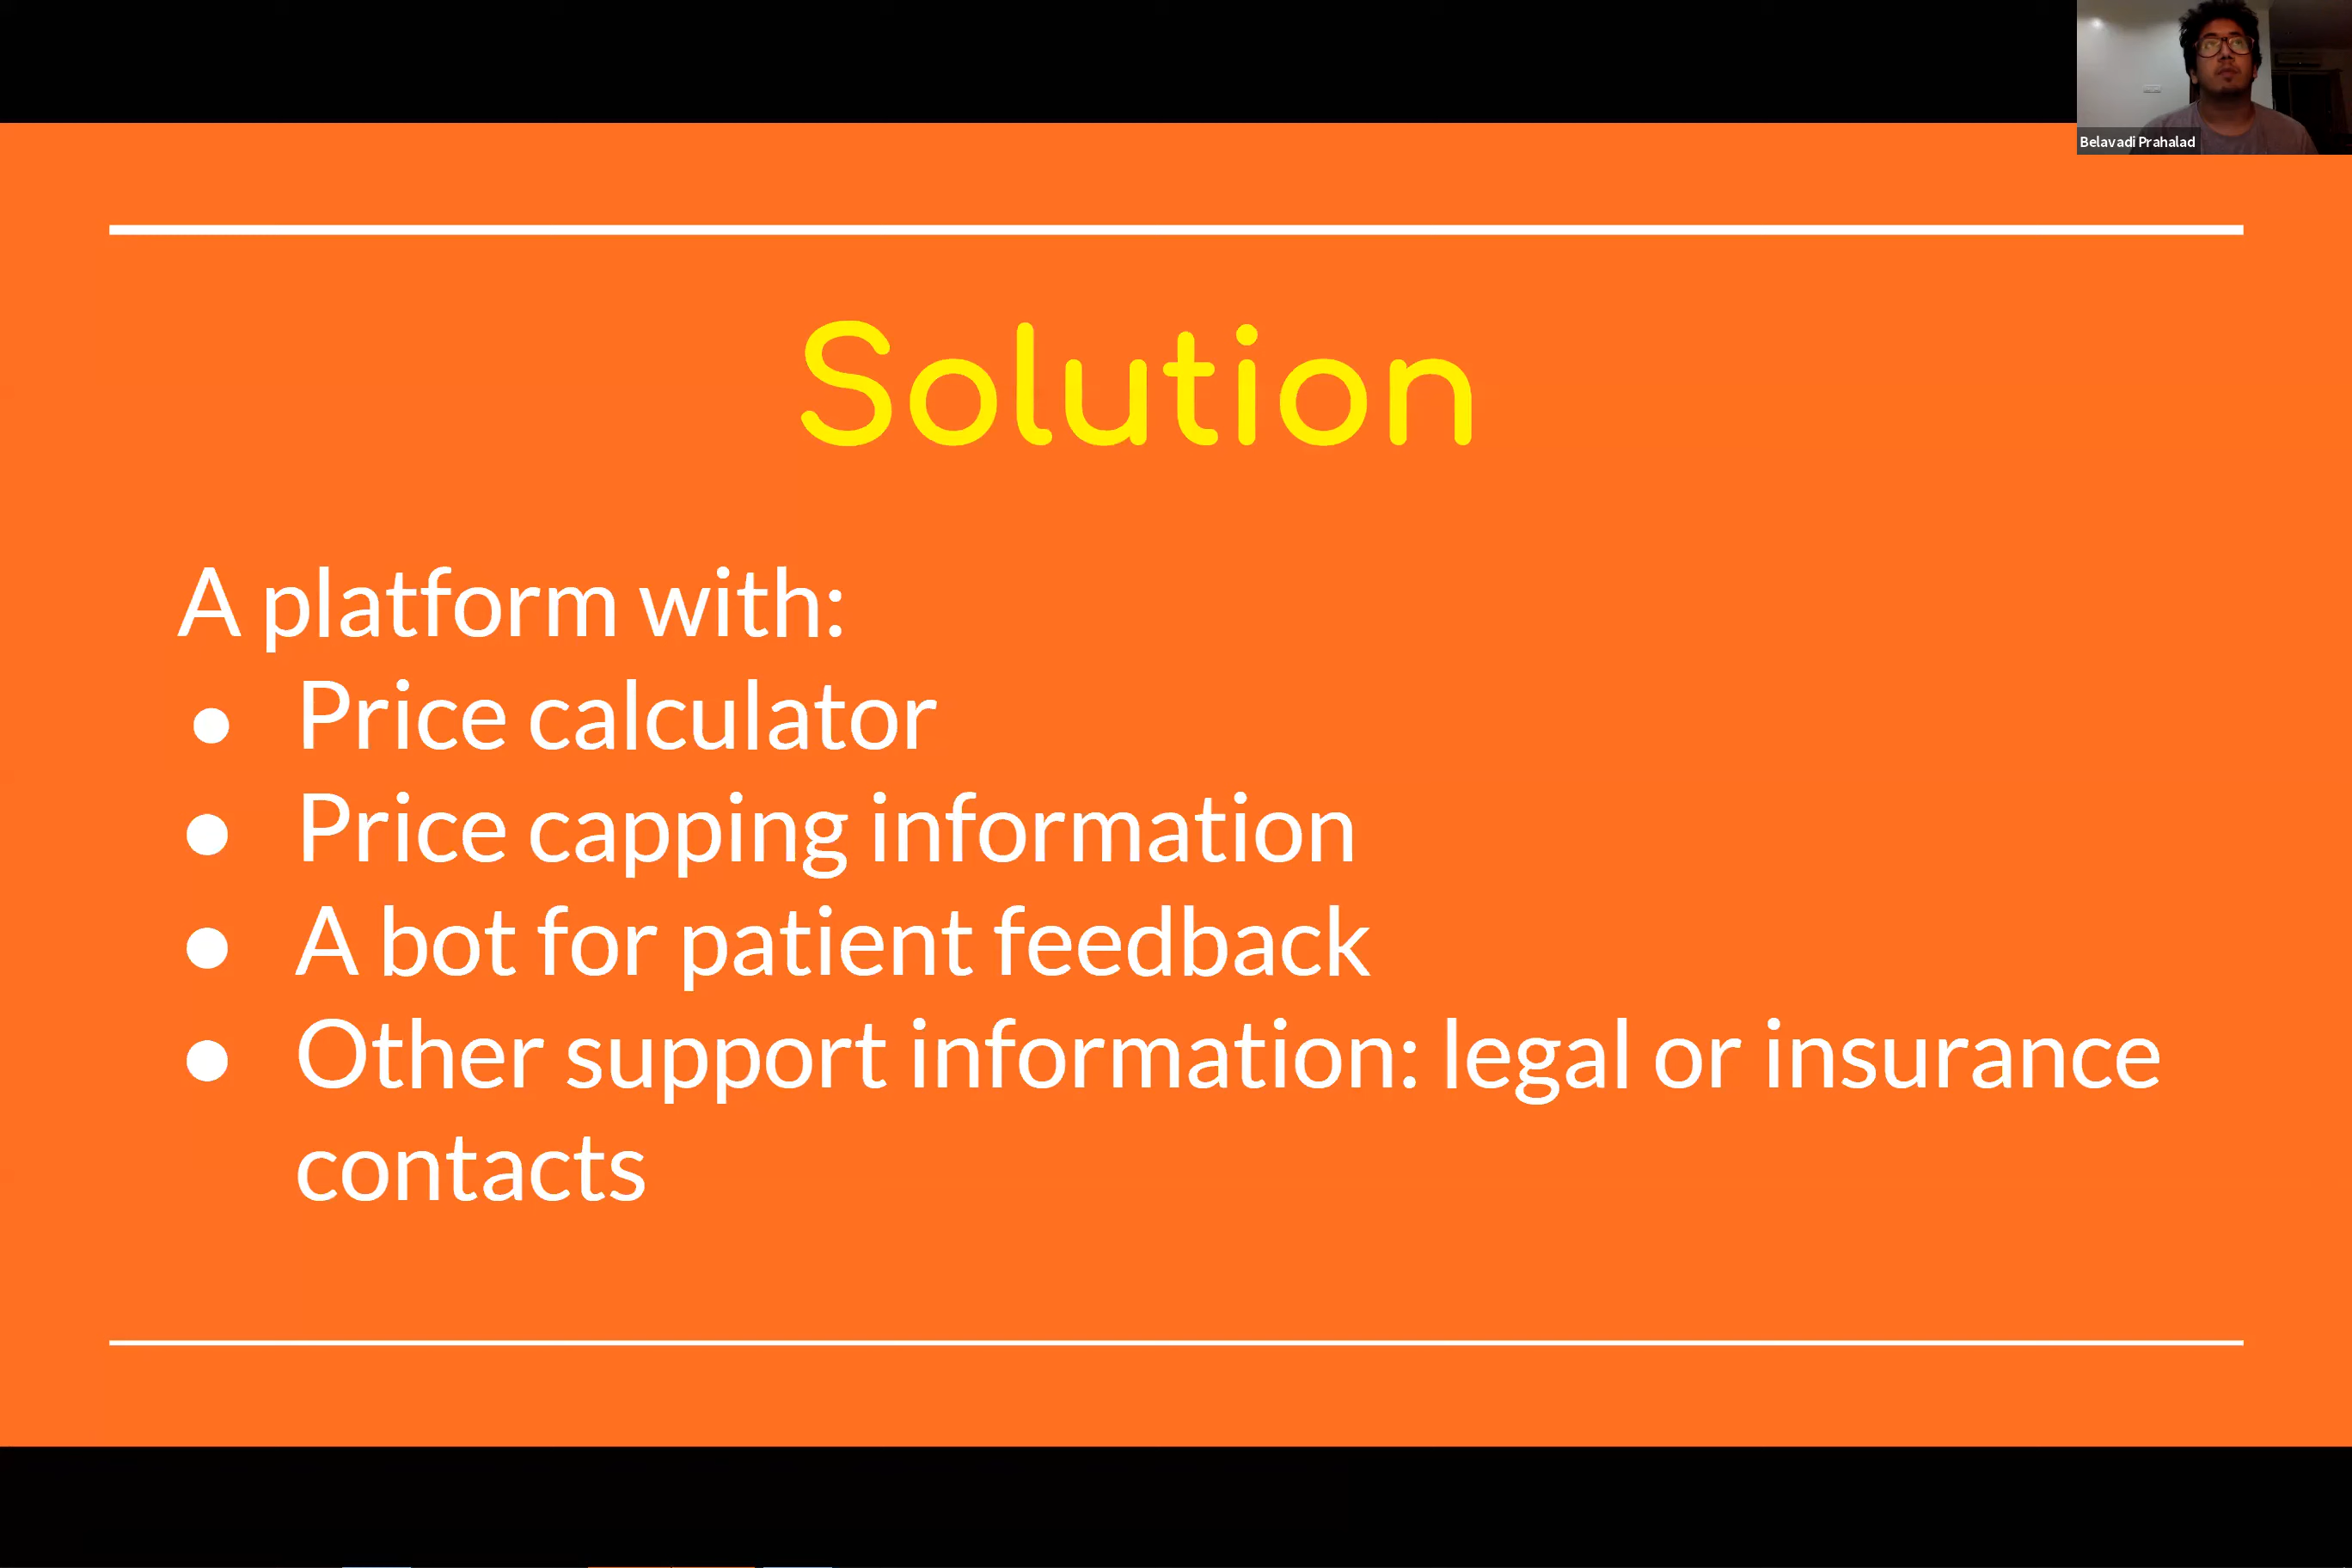 Belavadi Prahalad
Solution
A platform with:
● Price calculator
● Price capping information
● A bot for patient feedback
● Other support information: legal or insurance
contacts